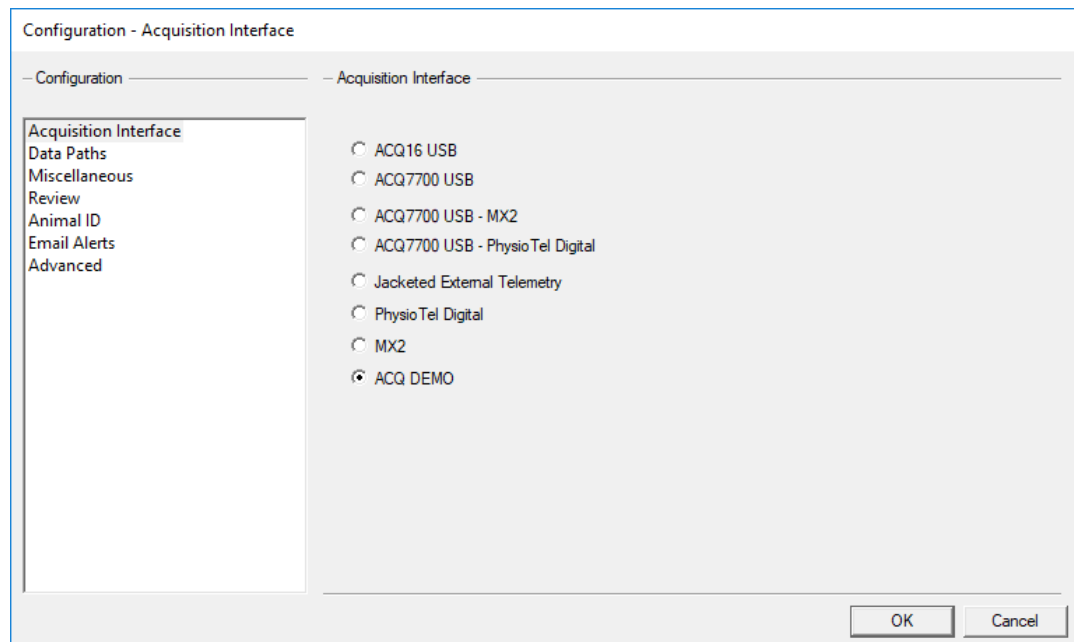 Configuration - Acquisition Interface
Configuration
Acquisition Interface
Data Paths
Miscellaneous
Review
Animal ID
Email Alerts
Advanced
Acquisition Interface
ACQ16 USB
ACQ7700 USB
ACQ7700 USB - MX2
ACQ7700 USB - PhysioTel Digital
Jacketed External Telemetry
PhysioTel Digital
MX2
ACQ DEMO
OK
Cancel